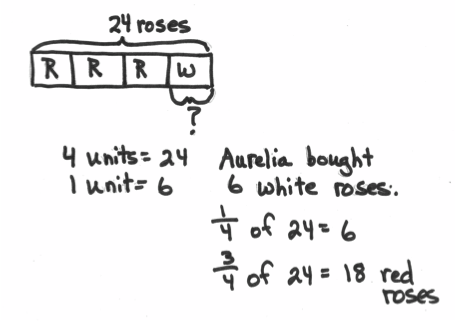 24 roses
R R R W
?
4 units = 24
1 unit = 6
Aurelia bought
6 white roses.
1/4 of 24 = 6
3/4 of 24 = 18 red
roses